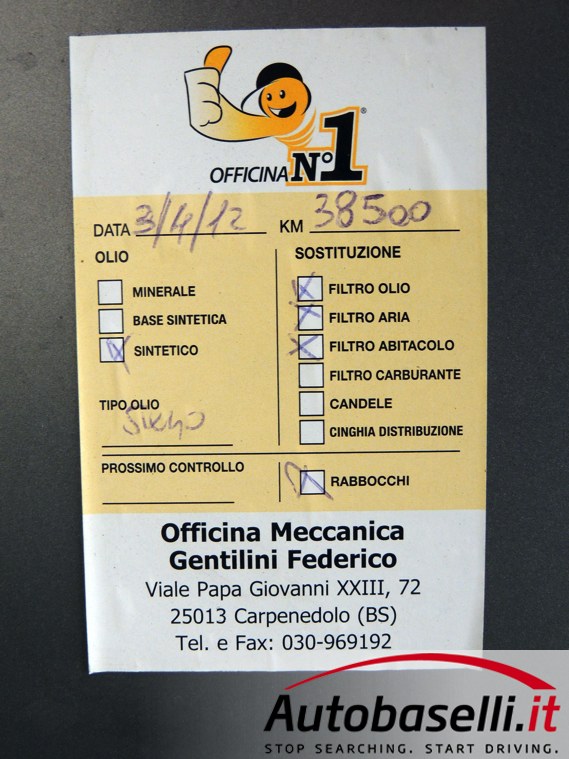 OFFICINA N°1®
DATA 3/4/12 KM 38500
OLIO
MINERALE
BASE SINTETICA
SINTETICO
TIPO OLIO
5W40
PROSSIMO CONTROLLO
SOSTITUZIONE
FILTRO OLIO
FILTRO ARIA
FILTRO ABITACOLO
FILTRO CARBURANTE
CANDELE
CINGHIA DISTRIBUZIONE
RABBOCCHI
Officina Meccanica
Gentilini Federico
Viale Papa Giovanni XXIII, 72
25013 Carpenedolo (BS)
Tel. e Fax: 030-969192
Autobaselli.it
STOP SEARCHING. START DRIVING.